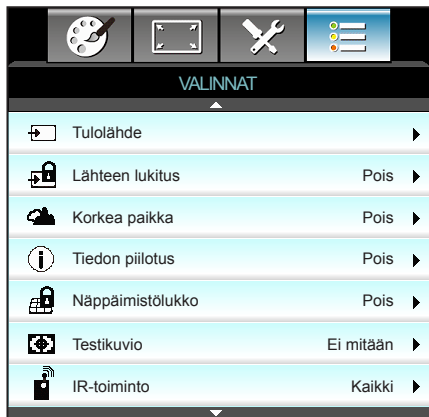 VALINNAT
Tulolähde
Lähteen lukitus Pois
Korkea paikka Pois
Tiedon piilotus Pois
Näppäimistölukko Pois
Testikuvio Ei mitään
IR-toiminto Kaikki